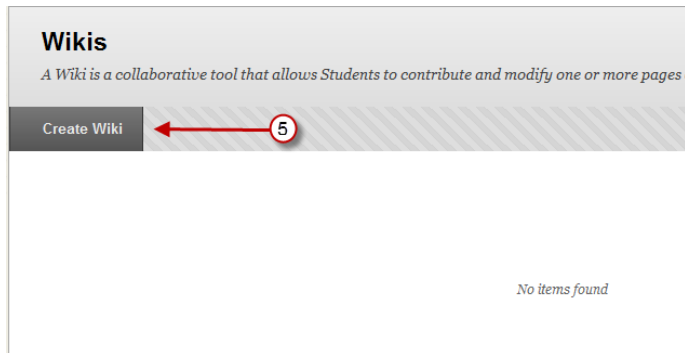 Wikis
A Wiki is a collaborative tool that allows Students to contribute and modify one or more pages
Create Wiki
5
No items found